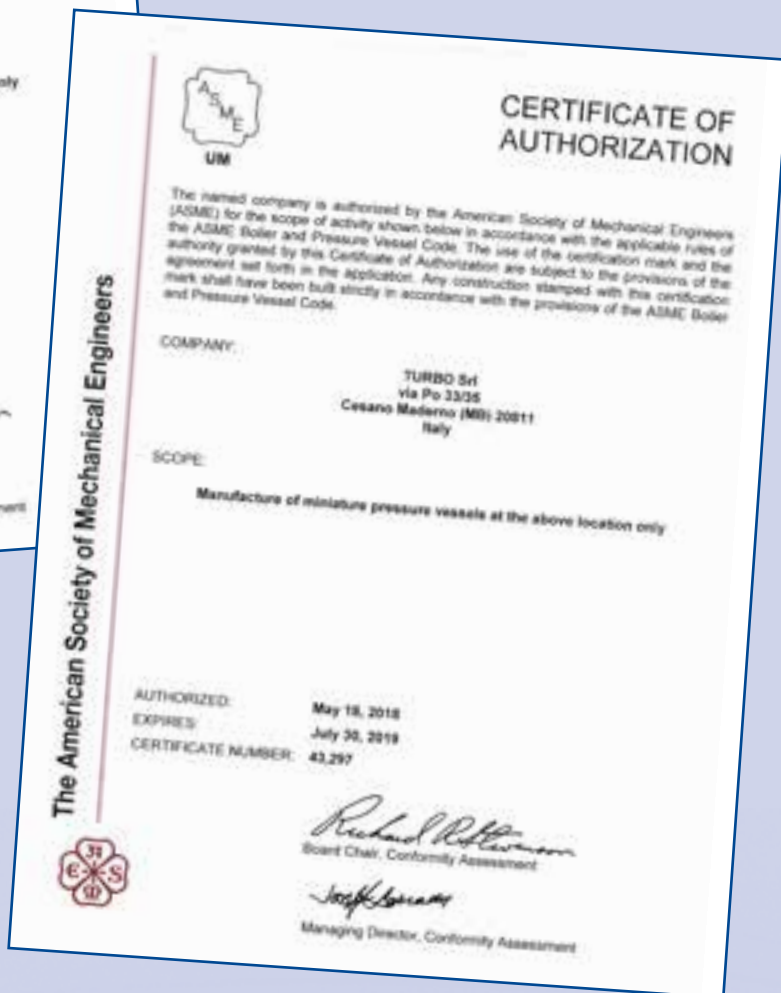 ASME
UM
CERTIFICATE OF
AUTHORIZATION
The named company is authorized by the American Society of Mechanical Engineers
(ASME) for the scope of activity shown below in accordance with the applicable rules of
the ASME Boiler and Pressure Vessel Code. The use of the certification mark and the
authority granted by this Certificate of Authorization are subject to the provisions of the
agreement set forth in the application. Any construction stamped with this certification
mark shall have been built strictly in accordance with the provisions of the ASME Boiler
and Pressure Vessel Code.
COMPANY:
TURBO Srl
via Po 33/35
Cesano Maderno (MB) 20811
Italy
SCOPE:
Manufacture of miniature pressure vessels at the above location only
AUTHORIZED: May 18, 2018
EXPIRES: July 30, 2019
CERTIFICATE NUMBER: 43,297
Board Chair, Conformity Assessment
Managing Director, Conformity Assessment
The American Society of Mechanical Engineers